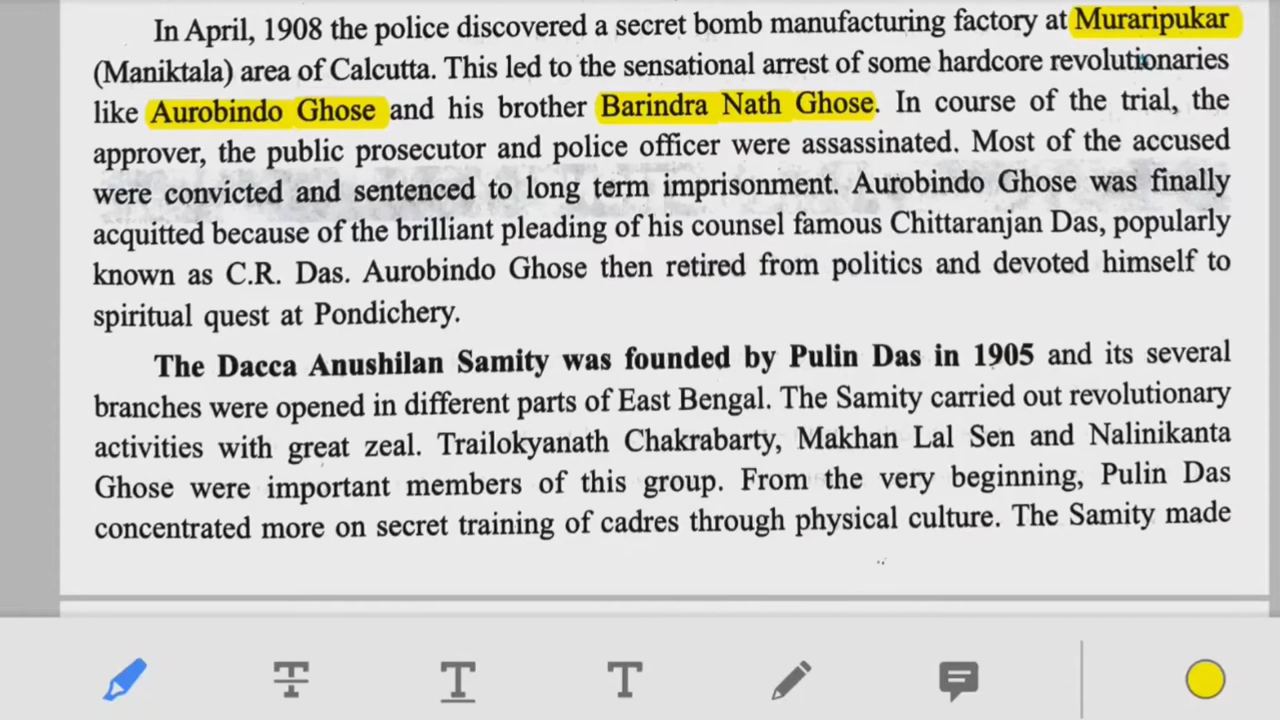 In April, 1908 the police discovered a secret bomb manufacturing factory at Muraripukar
(Maniktala) area of Calcutta. This led to the sensational arrest of some hardcore revolutionaries
like Aurobindo Ghose and his brother Barindra Nath Ghose. In course of the trial, the
approver, the public prosecutor and police officer were assassinated. Most of the accused
were convicted and sentenced to long term imprisonment. Aurobindo Ghose was finally
acquitted because of the brilliant pleading of his counsel famous Chittaranjan Das, popularly
known as C.R. Das. Aurobindo Ghose then retired from politics and devoted himself to
spiritual quest at Pondichery.
The Dacca Anushilan Samity was founded by Pulin Das in 1905 and its several
branches were opened in different parts of East Bengal. The Samity carried out revolutionary
activities with great zeal. Trailokyanath Chakrabarty, Makhan Lal Sen and Nalinikanta
Ghose were important members of this group. From the very beginning, Pulin Das
concentrated more on secret training of cadres through physical culture. The Samity made
T T T